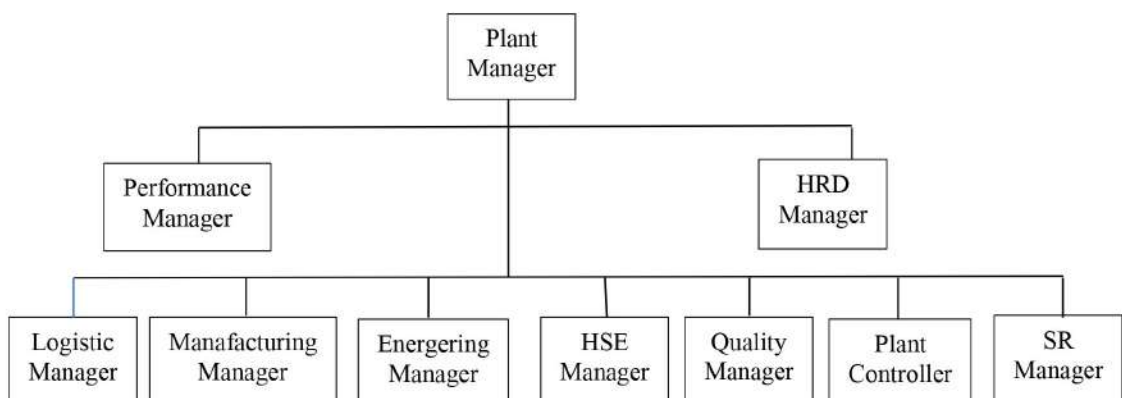 Plant
Manager
Performance
Manager
HRD
Manager
Logistic
Manager
Manafacturing
Manager
Energering
Manager
HSE
Manager
Quality
Manager
Plant
Controller
SR
Manager